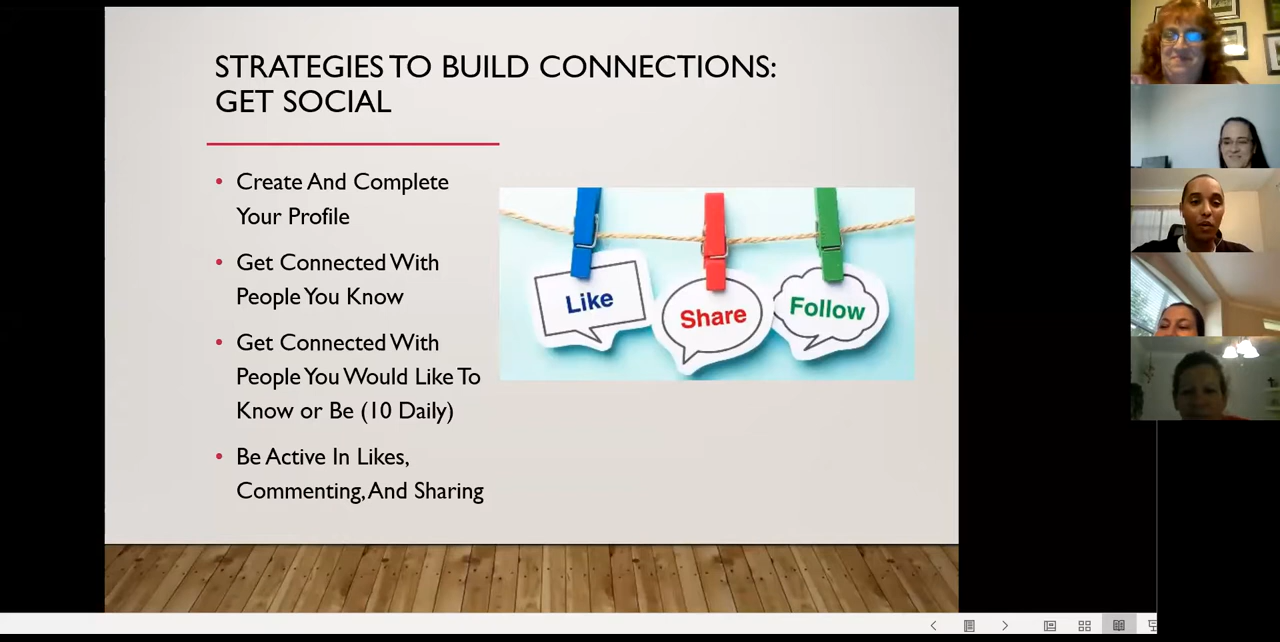 STRATEGIES TO BUILD CONNECTIONS:
GET SOCIAL
• Create And Complete
Your Profile
• Get Connected With
People You Know
• Get Connected With
People You Would Like To
Know or Be (10 Daily)
• Be Active In Likes,
Commenting, And Sharing
Like
Share
Follow